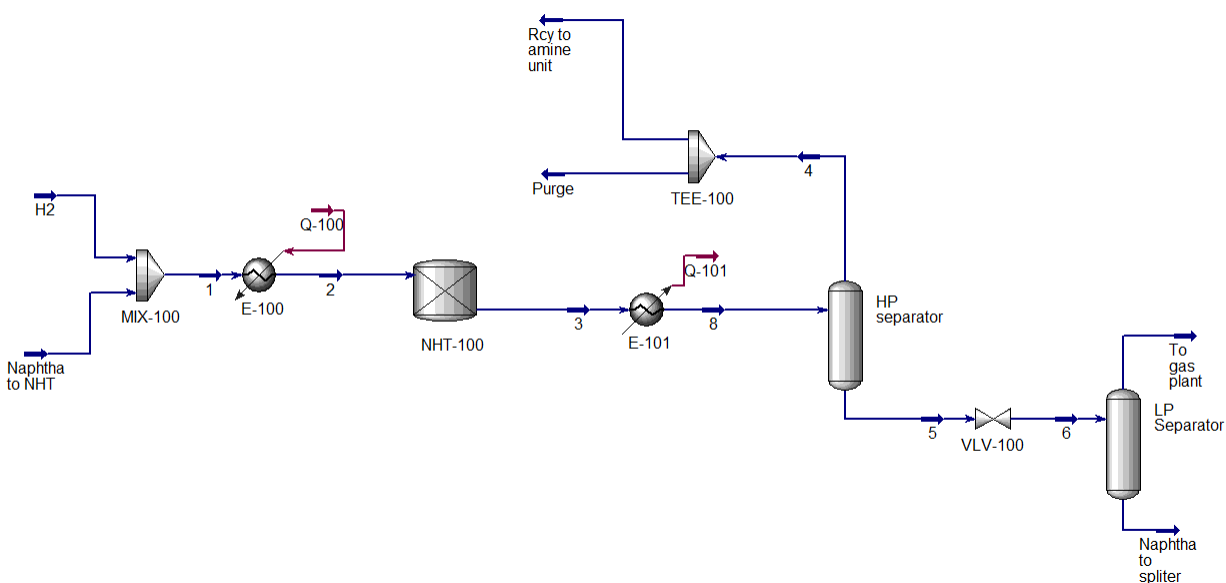 Rcy to
amine
unit
Purge
4
TEE-100
H2
Q-100
Q-101
1
E-100
2
MIX-100
NHT-100
3
E-101
8
HP
separator
Naphtha
to NHT
To
gas
plant
5
VLV-100
6
LP
Separator
Naphtha
to
spliter